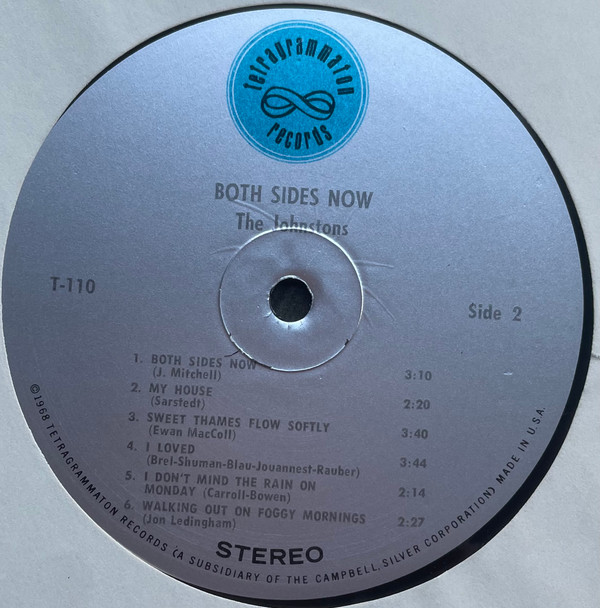 tetragrammaton
records
BOTH SIDES NOW
The Johnstons
T-110
Side 2
1. BOTH SIDES NOW
(J. Mitchell) 3:10
2. MY HOUSE
(Sarstedt) 2:20
3. SWEET THAMES FLOW SOFTLY
(Ewan MacColl) 3:40
4. I LOVED
(Brel-Shuman-Blau-Jouannest-Rauber) 3:44
5. I DON'T MIND THE RAIN ON
MONDAY (Carroll-Bowen) 2:14
6. WALKING OUT ON FOGGY MORNINGS
(Jon Ledingham) 2:27
STEREO
©1968 TETRAGRAMMATON RECORDS (A SUBSIDIARY OF THE CAMPBELL, SILVER CORPORATION) MADE IN U.S.A.